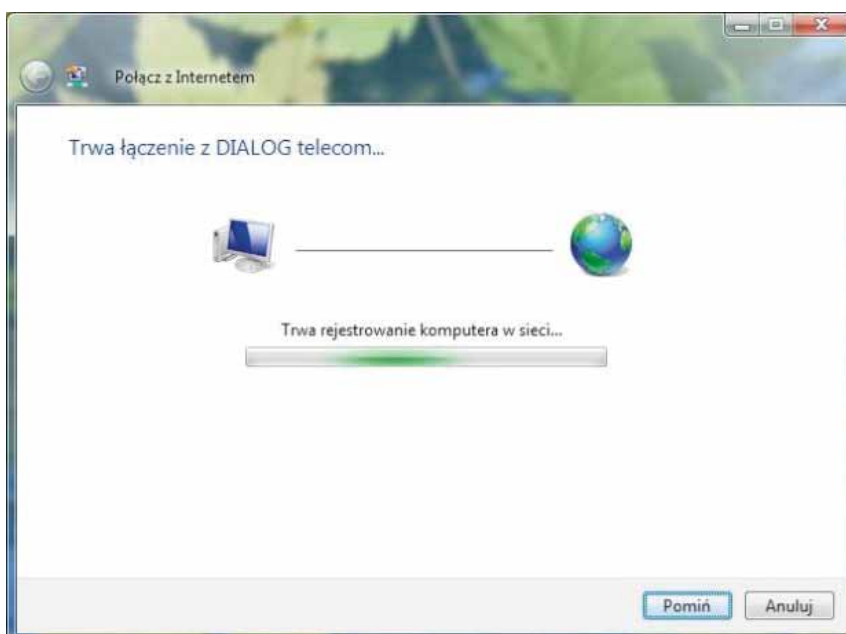 Połącz z Internetem
Trwa łączenie z DIALOG telecom...
Trwa rejestrowanie komputera w sieci...
Pomiń
Anuluj